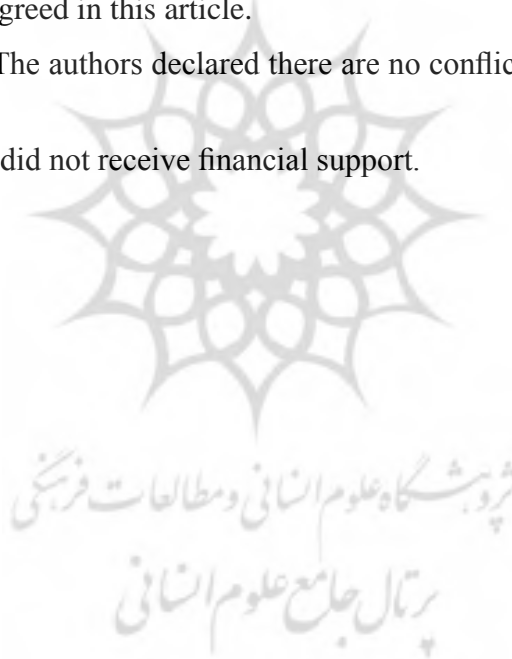 greed in this article.
The authors declared there are no conflic
did not receive financial support.
پژوهشگاه علوم انسانی و مطالعات فرہنگی
پرتال جامع علوم انسانی